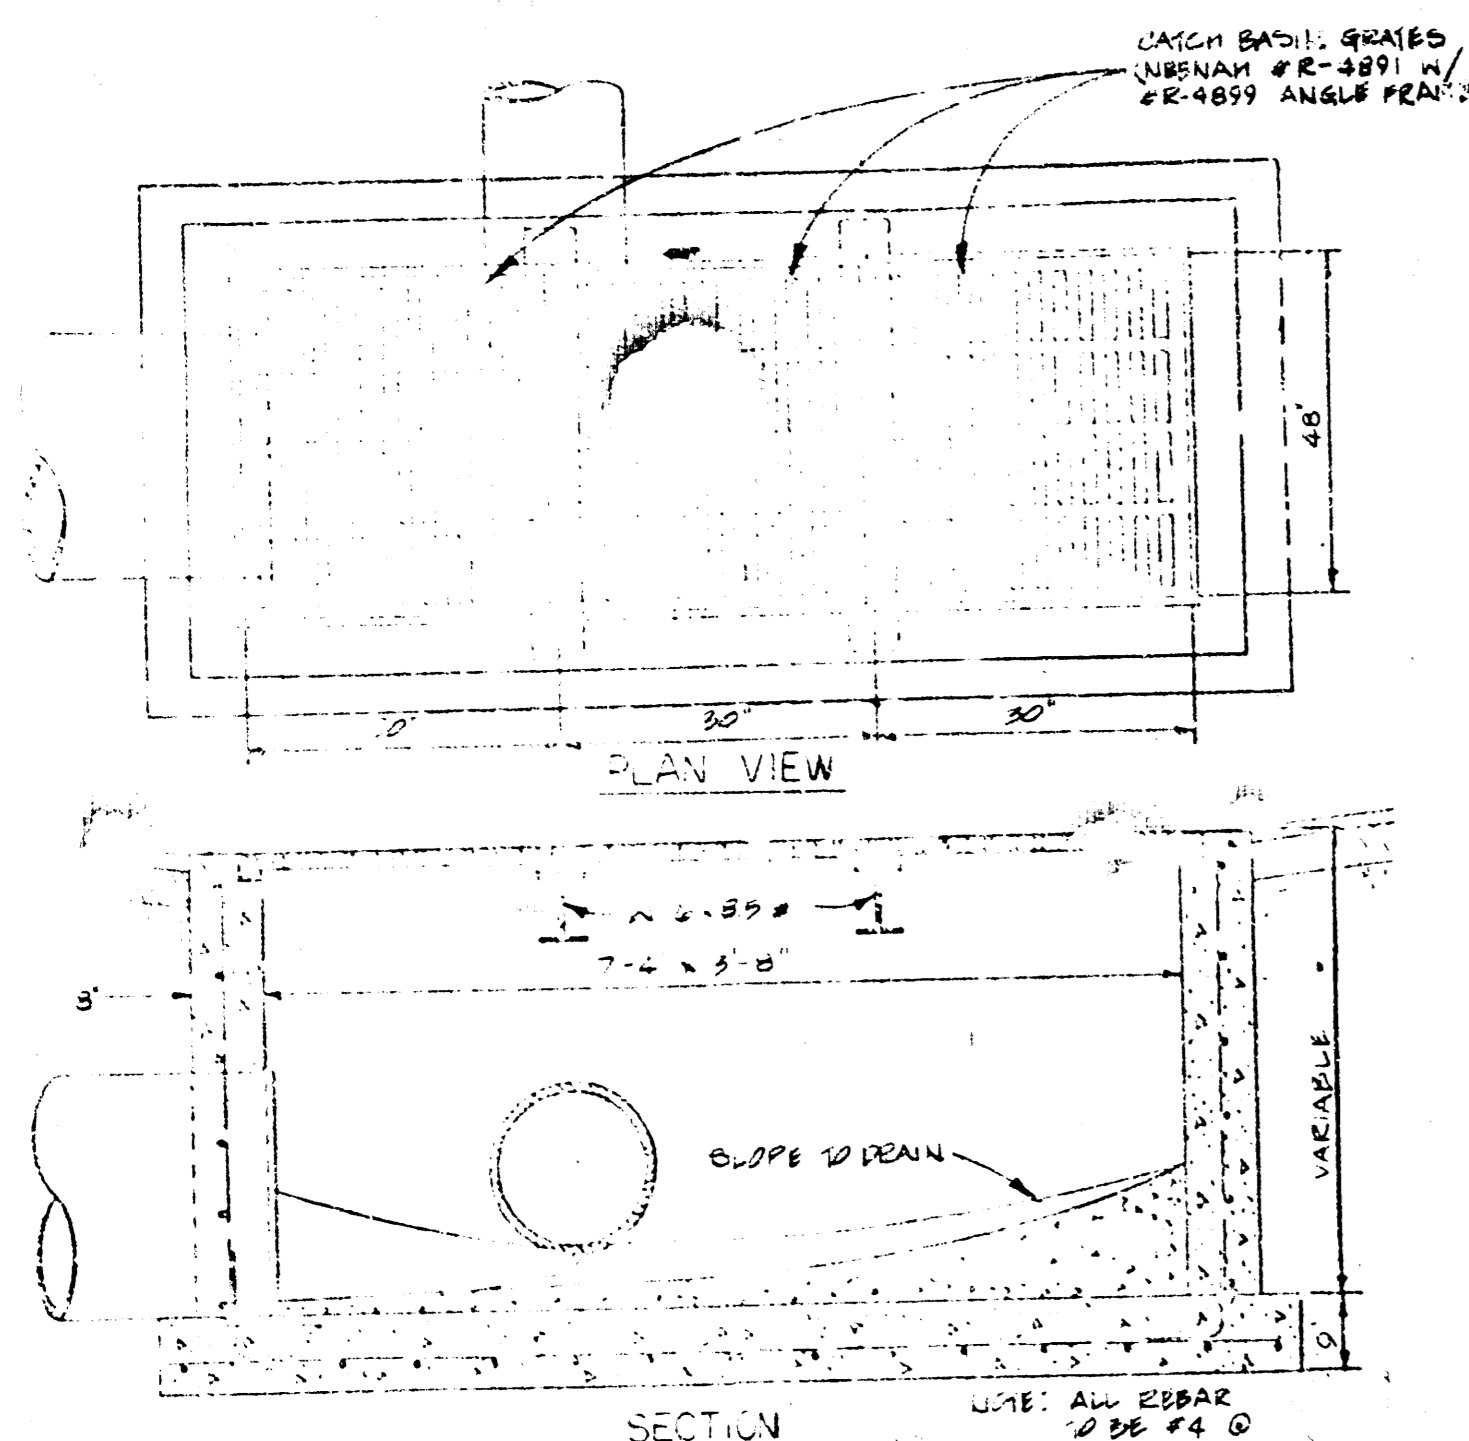 CATCH BASIN GRATES
(NEENAH #R-4891 W/
#R-4899 ANGLE FRAME
48"
30"
30"
PLAN VIEW
7-4 x 3'-8"
8"
SLOPE TO DRAIN
VARIABLE
9"
NOTE: ALL REBAR
TO BE #4 @
SECTION